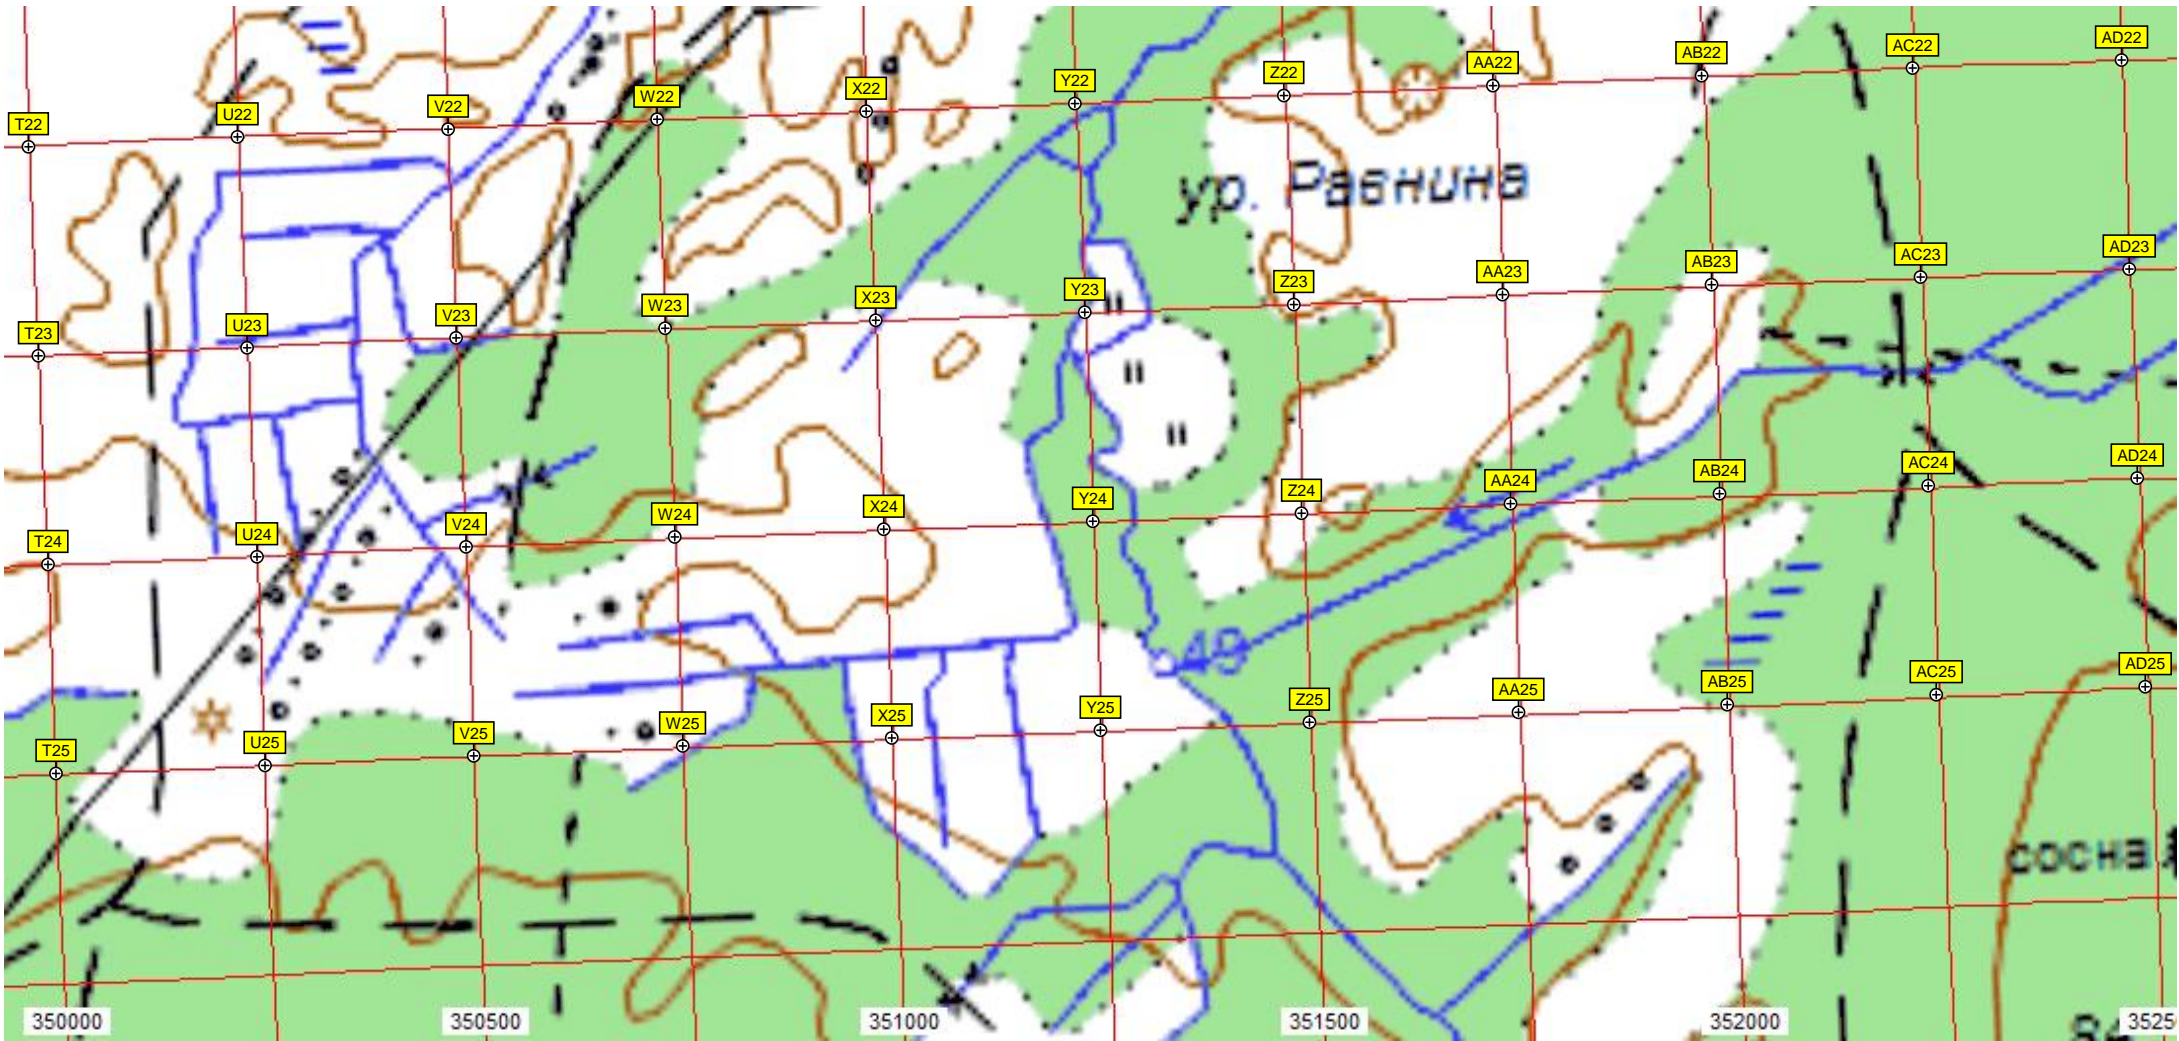 T22 U22 V22 W22 X22 Y22 Z22 AA22 AB22 AC22 AD22
ур. Равнина
T23 U23 V23 W23 X23 Y23 Z23 AA23 AB23 AC23 AD23
T24 U24 V24 W24 X24 Y24 Z24 AA24 AB24 AC24 AD24
49
T25 U25 V25 W25 X25 Y25 Z25 AA25 AB25 AC25 AD25
сосна
350000 350500 351000 351500 352000 3525